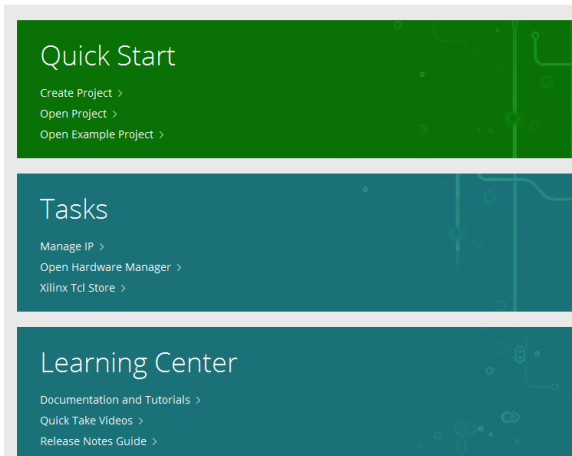 Quick Start
Create Project >
Open Project >
Open Example Project >
Tasks
Manage IP >
Open Hardware Manager >
Xilinx Tcl Store >
Learning Center
Documentation and Tutorials >
Quick Take Videos >
Release Notes Guide >